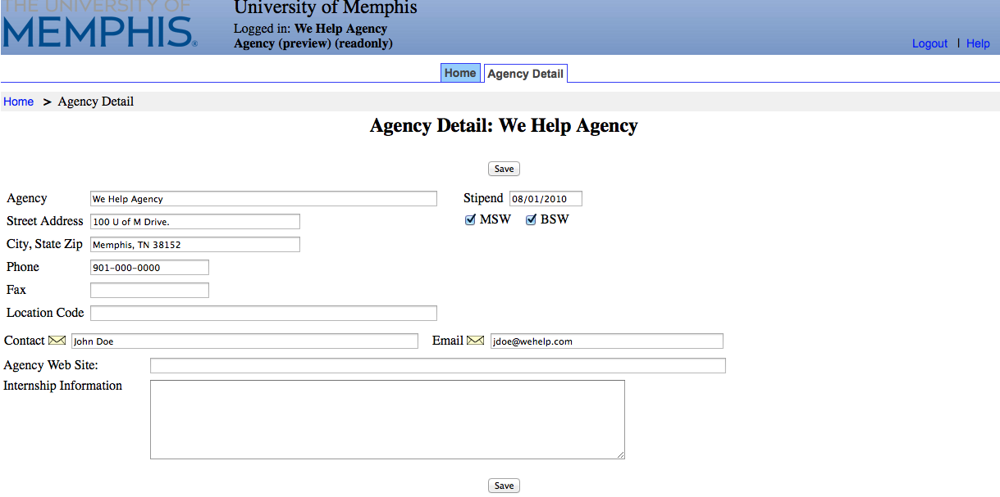 THE UNIVERSITY OF
MEMPHIS®
University of Memphis
Logged in: We Help Agency
Agency (preview) (readonly)
Logout | Help
Home Agency Detail
Home > Agency Detail
Agency Detail: We Help Agency
Save
Agency We Help Agency Stipend 08/01/2010
Street Address 100 U of M Drive. MSW BSW
City, State Zip Memphis, TN 38152
Phone 901-000-0000
Fax
Location Code
Contact John Doe Email jdoe@wehelp.com
Agency Web Site:
Internship Information
Save